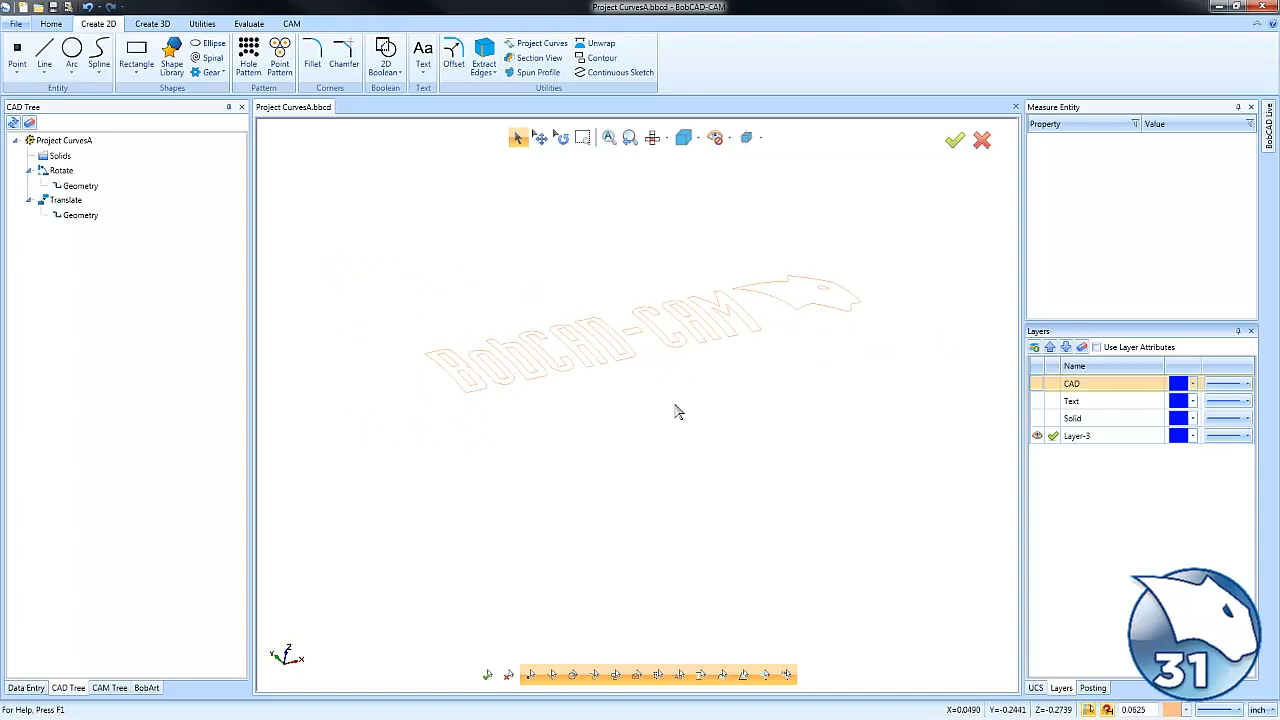 Project CurvesA.bbcd - BobCAD-CAM
File
Home
Create 2D
Create 3D
Utilities
Evaluate
CAM
Point
Line
Arc
Spline
Rectangle
Shape Library
Ellipse
Spiral
Gear
Hole Pattern
Point Pattern
Fillet
Chamfer
2D Boolean
Text
Offset
Extract Edges
Project Curves
Section View
Spun Profile
Unwrap
Contour
Continuous Sketch
Entity
Shapes
Pattern
Corners
Boolean
Text
Utilities
CAD Tree
Project CurvesA
Solids
Rotate
Geometry
Translate
Geometry
Project CurvesA.bbcd
BobCAD-CAM
Z
Y
X
Measure Entity
Property
Value
BobCAD Live
Layers
Use Layer Attributes
Name
CAD
Text
Solid
Layer-3
31
Data Entry
CAD Tree
CAM Tree
BobArt
UCS
Layers
Posting
For Help, Press F1
X=0.0490
Y=-0.2441
Z=-0.2739
0.0625
inch